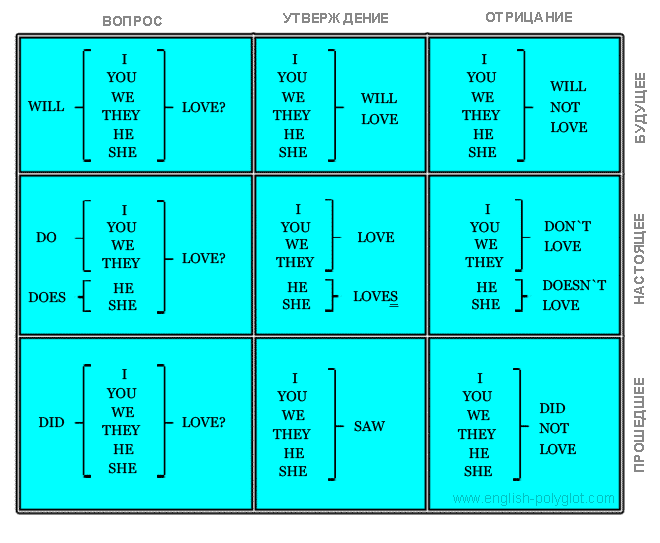 ВОПРОС
УТВЕРЖДЕНИЕ
ОТРИЦАНИЕ
WILL
I
YOU
WE
THEY
HE
SHE
LOVE?
I
YOU
WE
THEY
HE
SHE
WILL
LOVE
I
YOU
WE
THEY
HE
SHE
WILL
NOT
LOVE
БУДУЩЕЕ
DO
I
YOU
WE
THEY
DOES
HE
SHE
LOVE?
I
YOU
WE
THEY
LOVE
HE
SHE
LOVES
I
YOU
WE
THEY
DON`T
LOVE
HE
SHE
DOESN`T
LOVE
НАСТОЯЩЕЕ
DID
I
YOU
WE
THEY
HE
SHE
LOVE?
I
YOU
WE
THEY
HE
SHE
SAW
I
YOU
WE
THEY
HE
SHE
DID
NOT
LOVE
ПРОШЕДШЕЕ
www.english-polyglot.com